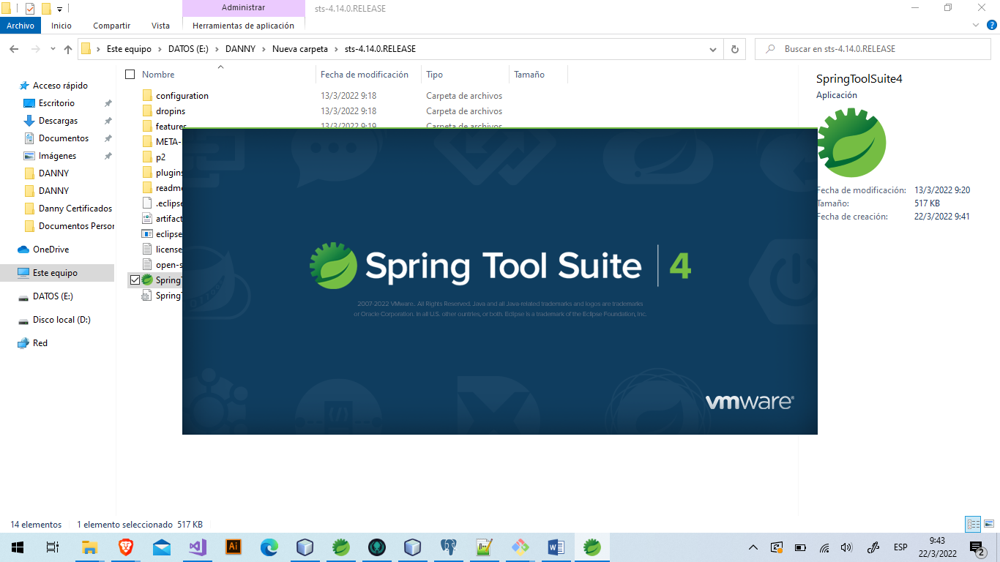 Administrar
sts-4.14.0.RELEASE
Archivo
Inicio
Compartir
Vista
Herramientas de aplicación
Este equipo
DATOS (E:)
DANNY
Nueva carpeta
sts-4.14.0.RELEASE
Buscar en sts-4.14.0.RELEASE
Acceso rápido
Escritorio
Descargas
Documentos
Imágenes
DANNY
DANNY
Danny Certificados
Documentos Persor
OneDrive
Este equipo
DATOS (E:)
Disco local (D:)
Red
Nombre Fecha de modificación Tipo Tamaño
configuration 13/3/2022 9:18 Carpeta de archivos
dropins 13/3/2022 9:18 Carpeta de archivos
features 13/3/2022 9:19 Carpeta de archivos
META-
p2
plugins
readme
.eclipse
artifact
eclipse
license
open-s
SpringT
SpringT
Spring Tool Suite 4
2007-2022 VMware,. All Rights Reserved. Java and all Java-related trademarks and logos are trademarks
or Oracle Corporation. in all U.S. other ountries, or both. Eclipse is a trademark of the Eclipse Foundation, Inc.
vmware®
SpringToolSuite4
Aplicación
Fecha de modificación: 13/3/2022 9:20
Tamaño: 517 KB
Fecha de creación: 22/3/2022 9:41
14 elementos
1 elemento seleccionado 517 KB
Ai
W
ESP
9:43
22/3/2022
2